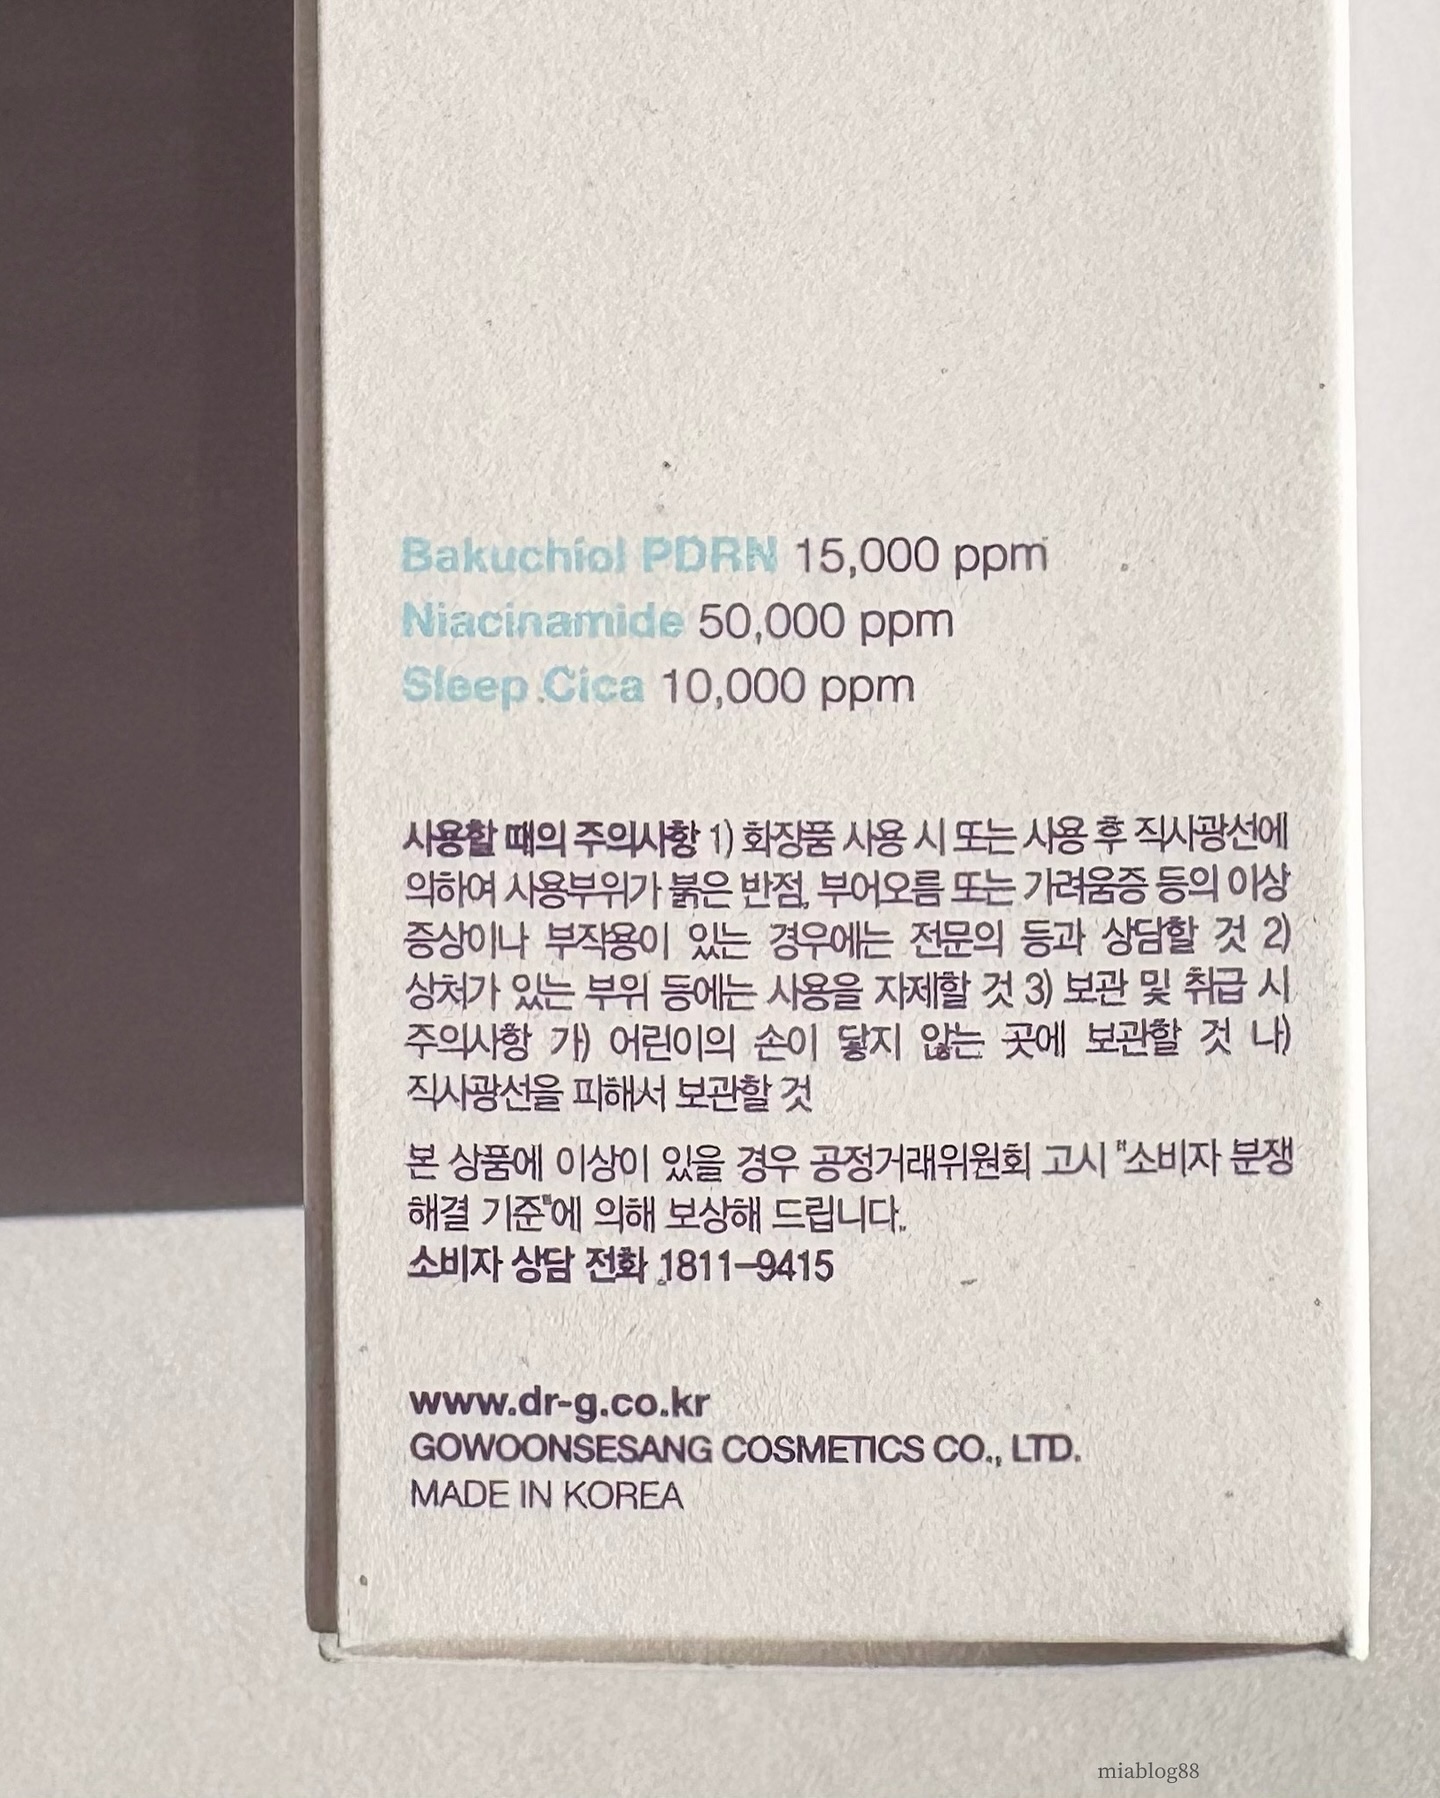 Bakuchiol PDRN 15,000 ppm
Niacinamide 50,000 ppm
Sleep Cica 10,000 ppm
사용할 때의 주의사항 1) 화장품 사용 시 또는 사용 후 직사광선에
의하여 사용부위가 붉은 반점, 부어오름 또는 가려움증 등의 이상
증상이나 부작용이 있는 경우에는 전문의 등과 상담할 것 2)
상처가 있는 부위 등에는 사용을 자제할 것 3) 보관 및 취급 시
주의사항 가) 어린이의 손이 닿지 않는 곳에 보관할 것 나)
직사광선을 피해서 보관할 것
본 상품에 이상이 있을 경우 공정거래위원회 고시 "소비자 분쟁
해결 기준"에 의해 보상해 드립니다.
소비자 상담 전화 1811-9415
www.dr-g.co.kr
GOWOONSESANG COSMETICS CO., LTD.
MADE IN KOREA
miablog88